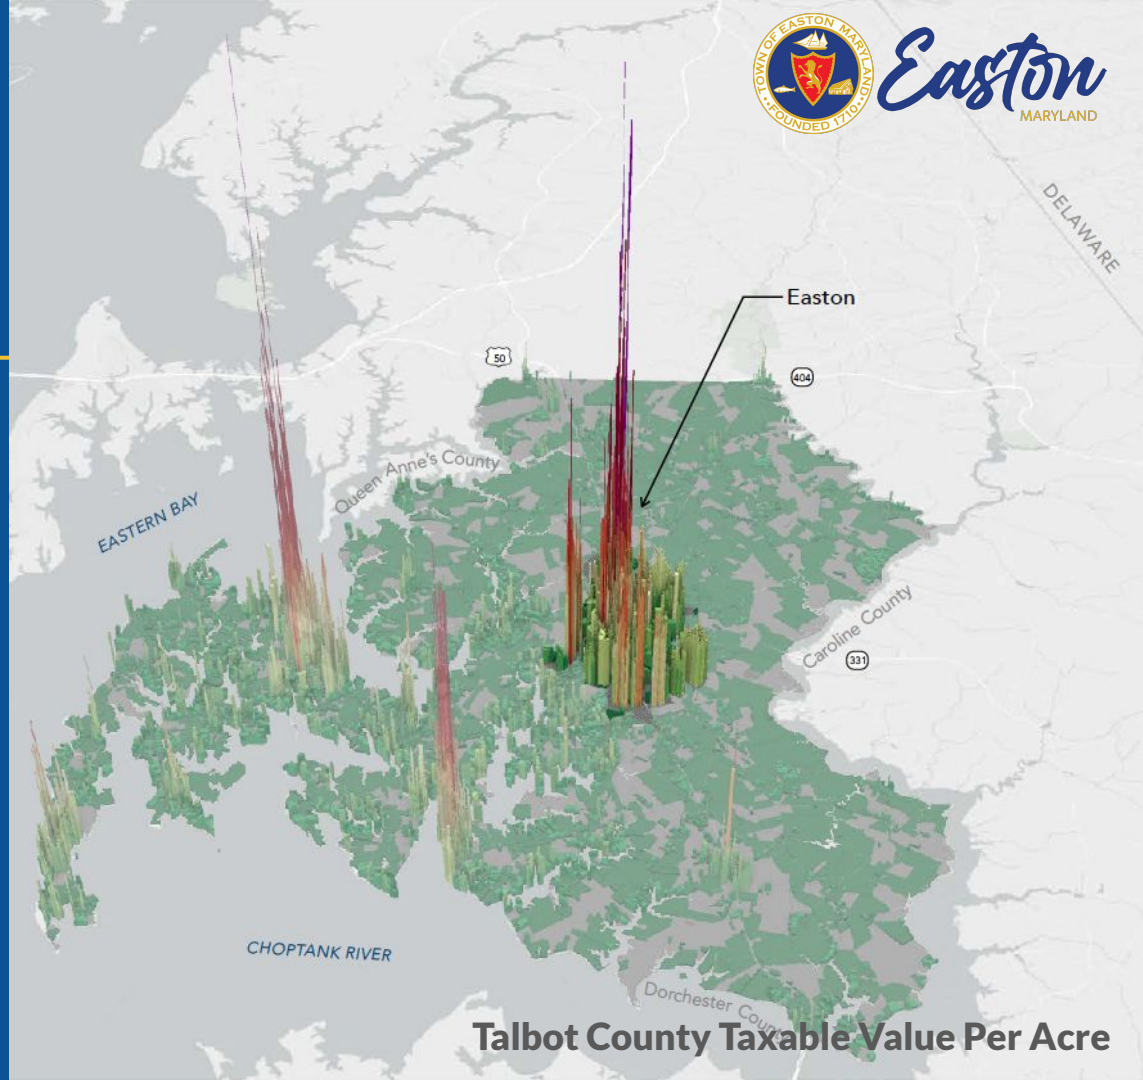 TOWN OF EASTON MARYLAND
FOUNDED 1710
Easton
MARYLAND
DELAWARE
Easton
50
404
Queen Anne's County
EASTERN BAY
Caroline County
331
CHOPTANK RIVER
Dorchester County
Talbot County Taxable Value Per Acre